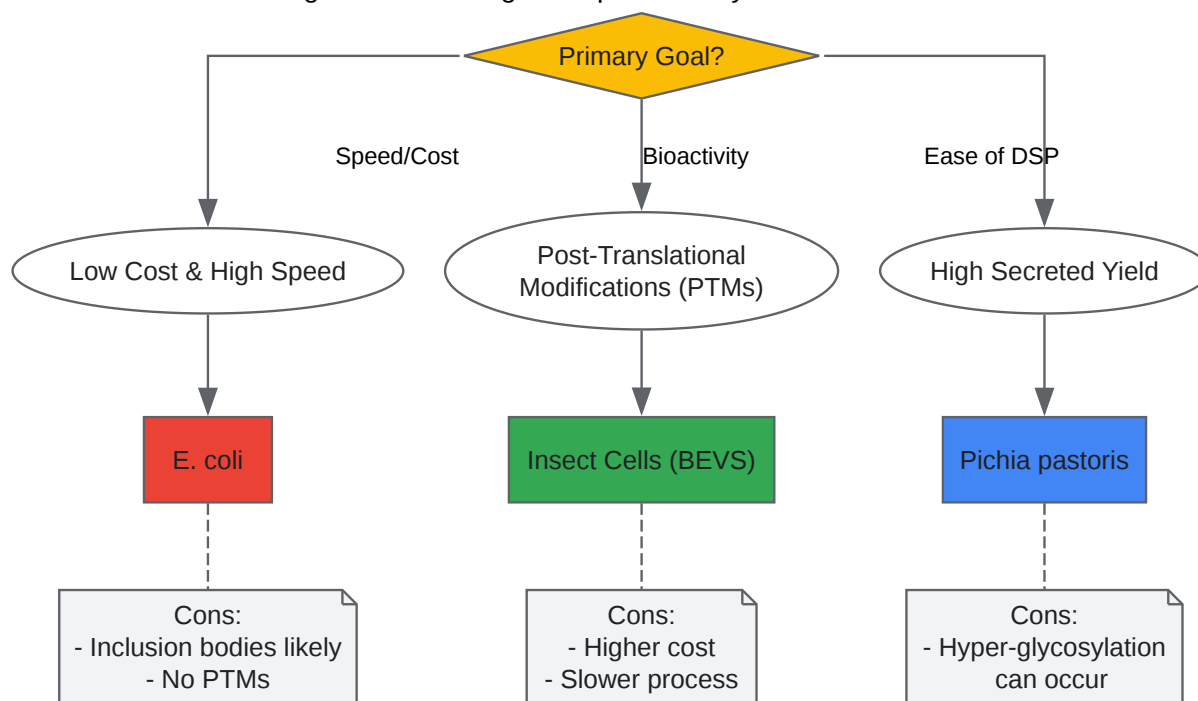 Primary Goal?
Speed/Cost
Bioactivity
Ease of DSP
Low Cost & High Speed
Post-Translational
Modifications (PTMs)
High Secreted Yield
E. coli
Insect Cells (BEVS)
Pichia pastoris
Cons:
- Inclusion bodies likely
- No PTMs
Cons:
- Higher cost
- Slower process
Cons:
- Hyper-glycosylation
can occur